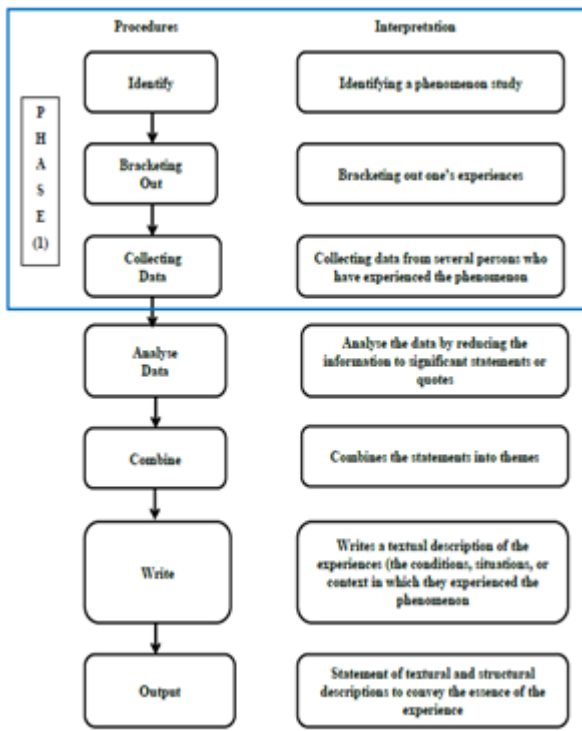 Procedures
Interpretation
P
H
A
S
E
(1)
Identify
Identifying a phenomenon study
Bracketing
Out
Bracketing out one's experiences
Collecting
Data
Collecting data from several persons who
have experienced the phenomenon
Analyse
Data
Analyse the data by reducing the
information to significant statements or
quotes
Combine
Combines the statements into themes
Write
Writes a textual description of the
experiences (the conditions, situations, or
context in which they experienced the
phenomenon
Output
Statement of textural and structural
descriptions to convey the essence of the
experience